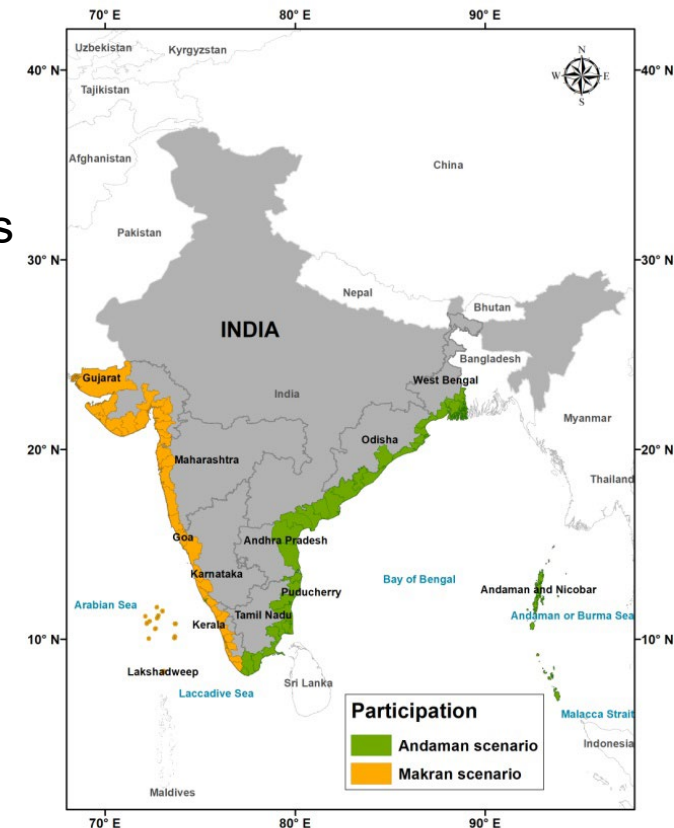 70° E 80° E 90° E
Uzbekistan
Kyrgyzstan
N
40° N 40° N
W E
S
Tajikistan
Afghanistan
China
s
Pakistan
30° N 30° N
Nepal
Bhutan
INDIA
Bangladesh
Gujarat
West Bengal
India
Myanmar
Odisha
20° N 20° N
Maharashtra
Thailand
Goa
Andhra Pradesh
Karnataka
Bay of Bengal
Puducherry
Andaman and Nicobar
Arabian Sea
Tamil Nadu
Andaman or Burma Sea
Kerala
10° N 10° N
Lakshadweep
Sri Lanka
Laccadive Sea
Participation
Malacca Strait
Andaman scenario
Indonesia
Makran scenario
Maldives
70° E 80° E 90° E